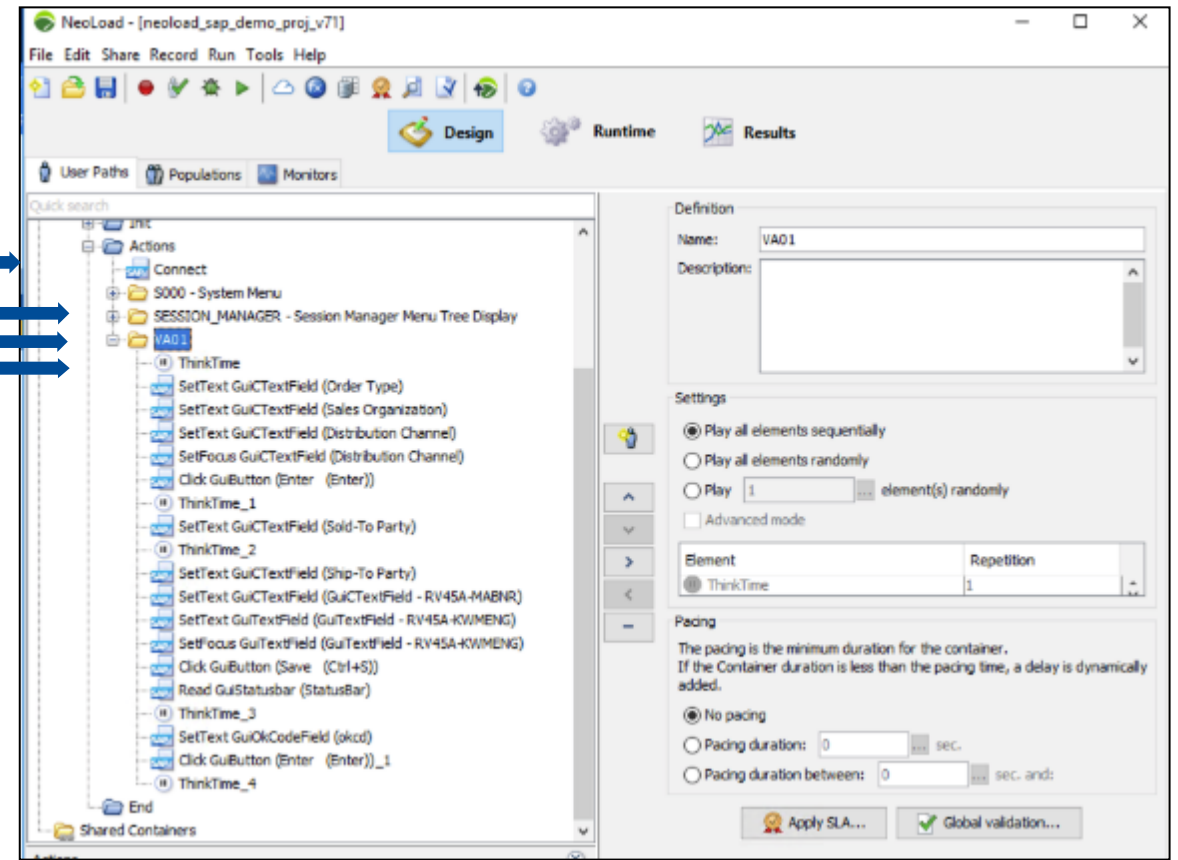 NeoLoad - [neoload_sap_demo_proj_v71]
File Edit Share Record Run Tools Help
Design Runtime Results
User Paths Populations Monitors
Quick search
Init
Actions
Connect
S000 - System Menu
SESSION_MANAGER - Session Manager Menu Tree Display
VA01
ThinkTime
SetText GuiCTextField (Order Type)
SetText GuiCTextField (Sales Organization)
SetText GuiCTextField (Distribution Channel)
SetFocus GuiCTextField (Distribution Channel)
Click GuiButton (Enter (Enter))
ThinkTime_1
SetText GuiCTextField (Sold-To Party)
ThinkTime_2
SetText GuiCTextField (Ship-To Party)
SetText GuiCTextField (GuiCTextField - RV45A-MABNR)
SetText GuiTextField (GuiTextField - RV45A-KWMENG)
SetFocus GuiTextField (GuiTextField - RV45A-KWMENG)
Click GuiButton (Save (Ctrl+S))
Read GuiStatusbar (StatusBar)
ThinkTime_3
SetText GuiOkCodeField (okcd)
Click GuiButton (Enter (Enter))_1
ThinkTime_4
End
Shared Containers
Actions
Definition
Name: VA01
Description:
Settings
Play all elements sequentially
Play all elements randomly
Play 1 ... element(s) randomly
Advanced mode
Element Repetition
ThinkTime 1
Pacing
The pacing is the minimum duration for the container.
If the Container duration is less than the pacing time, a delay is dynamically
added.
No pacing
Pacing duration: 0 ... sec.
Pacing duration between: 0 ... sec. and:
Apply SLA... Global validation...